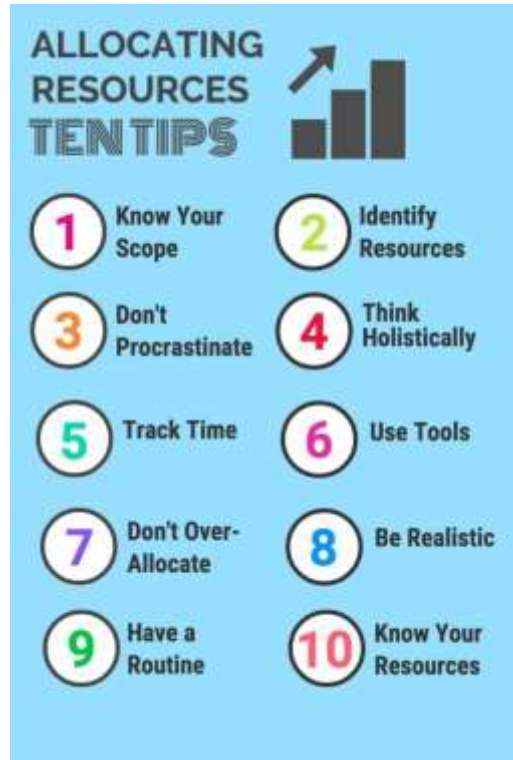 ALLOCATING
RESOURCES
TEN TIPS
1
Know Your
Scope
2
Identify
Resources
3
Don't
Procrastinate
4
Think
Holistically
5
Track Time
6
Use Tools
7
Don't Over-
Allocate
8
Be Realistic
9
Have a
Routine
10
Know Your
Resources